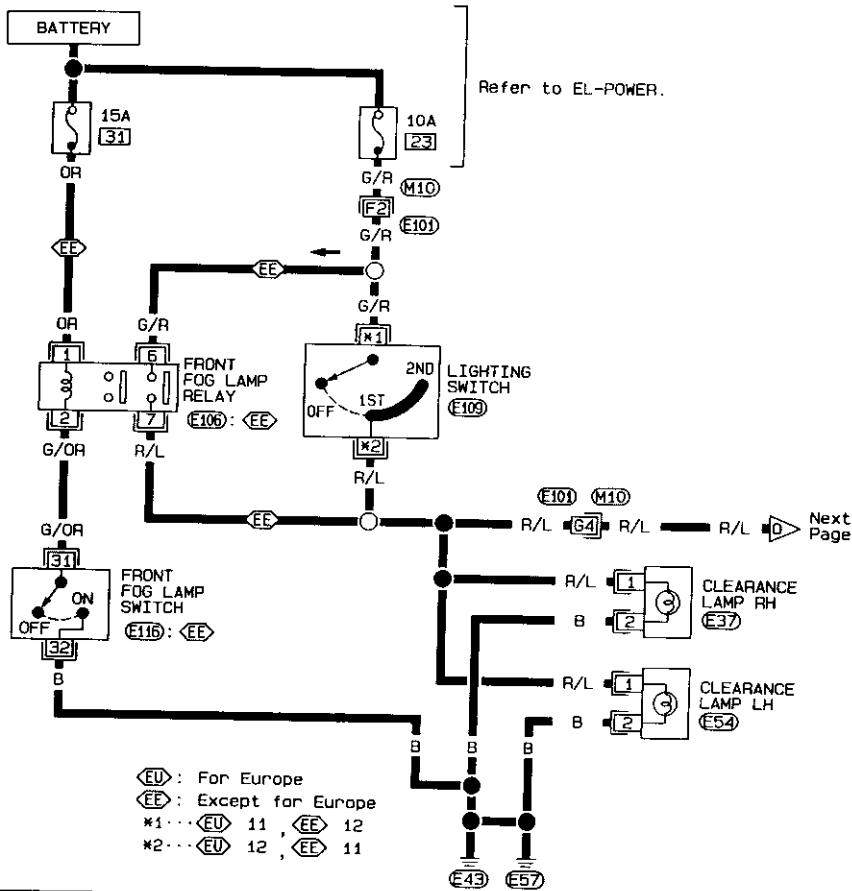 BATTERY
Refer to EL-POWER.
15A
31
10A
23
OR
G/R
M10
F2
E101
G/R
EE
EE
G/R
OR
G/R
*1
1
6
FRONT
FOG LAMP
RELAY
2ND
1ST
OFF
LIGHTING
SWITCH
E109
2
7
E106 : EE
*2
G/OR
R/L
R/L
EE
E101
M10
R/L
G4
R/L
R/L
D
Next
Page
G/OR
31
FRONT
FOG LAMP
SWITCH
ON
OFF
E116 : EE
32
B
R/L
1
CLEARANCE
LAMP RH
B
2
E37
R/L
1
CLEARANCE
LAMP LH
B
2
E54
B
B
B
EU : For Europe
EE : Except for Europe
*1··· EU 11 , EE 12
*2··· EU 12 , EE 11
E43
E57